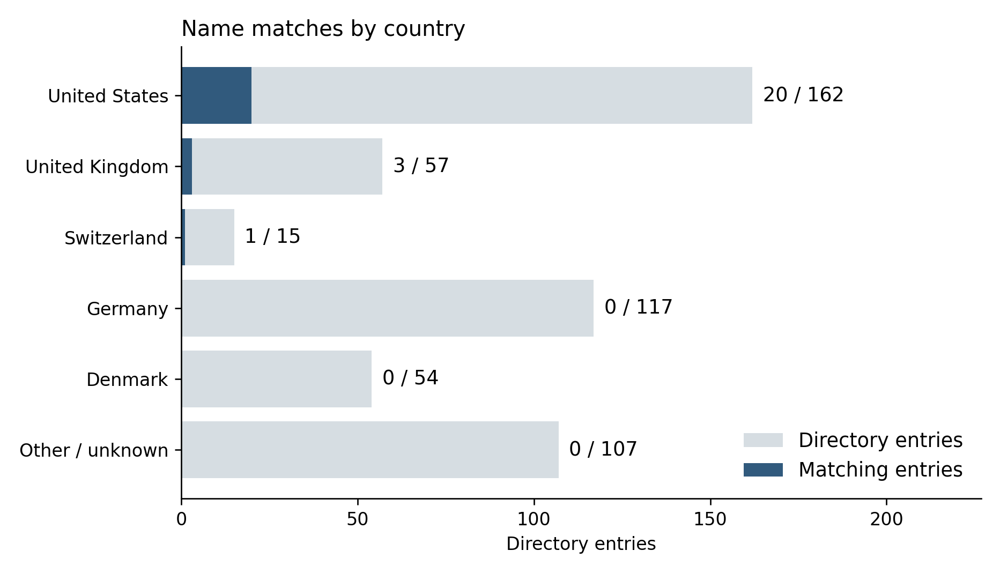 Name matches by country
United States
20 / 162
United Kingdom
3 / 57
Switzerland
1 / 15
Germany
0 / 117
Denmark
0 / 54
Other / unknown
0 / 107
Directory entries
Matching entries
0 50 100 150 200
Directory entries